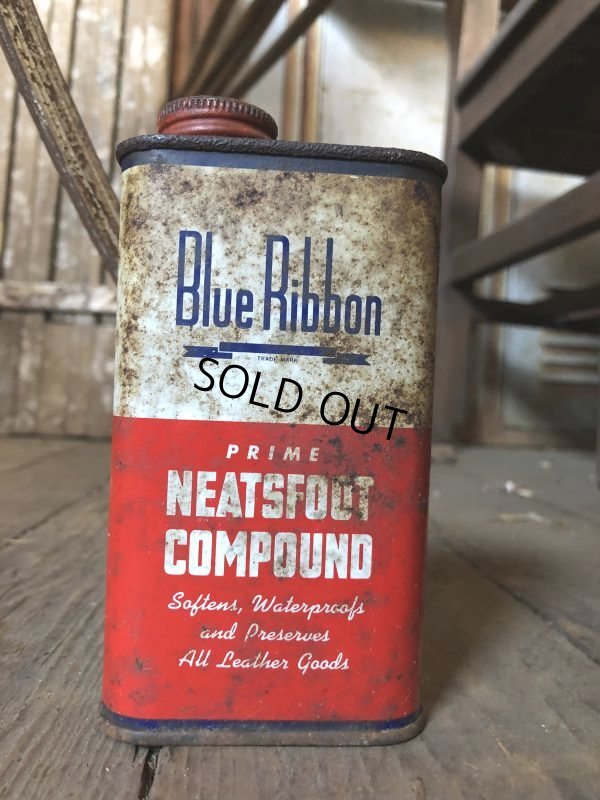 Blue Ribbon
TRADE MARK
SOLD OUT
PRIME
NEATSFOOT
COMPOUND
Softens, Waterproofs
and Preserves
All Leather Goods